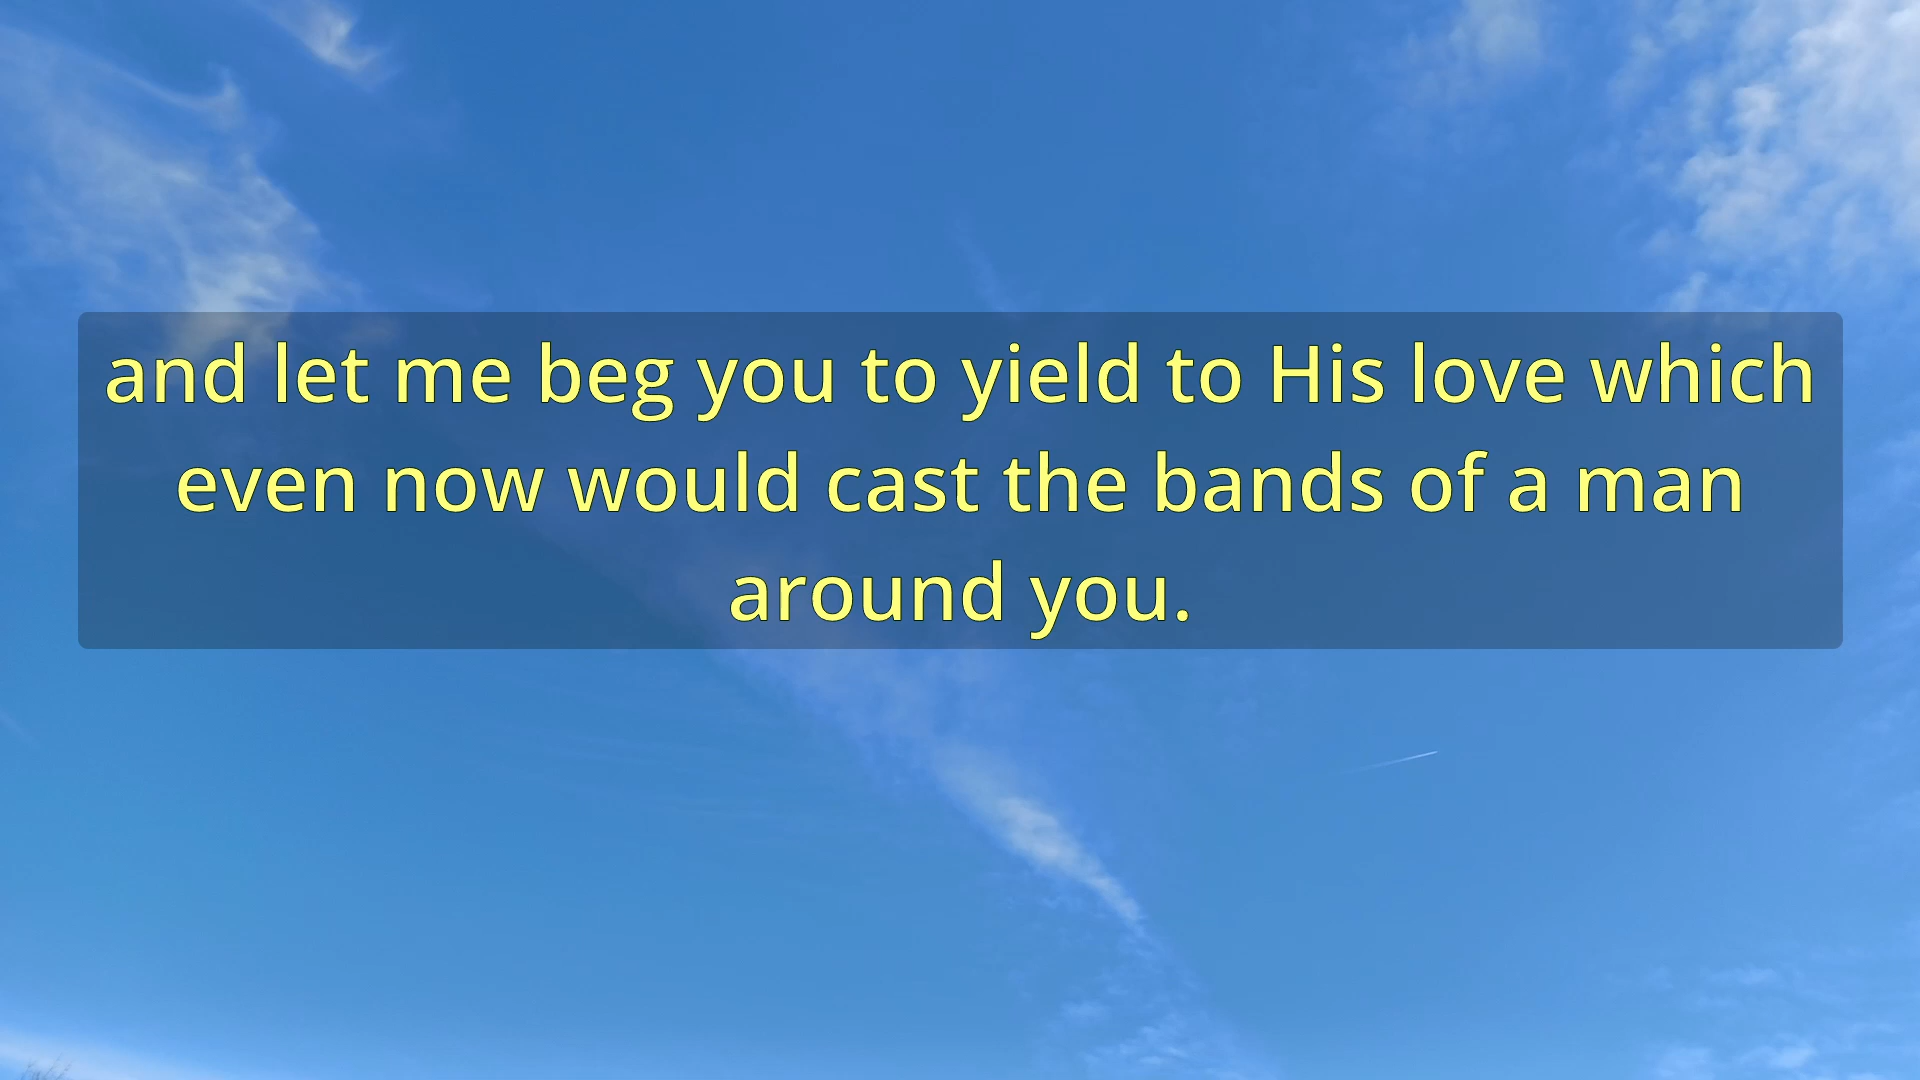 and let me beg you to yield to His love which
even now would cast the bands of a man
around you.